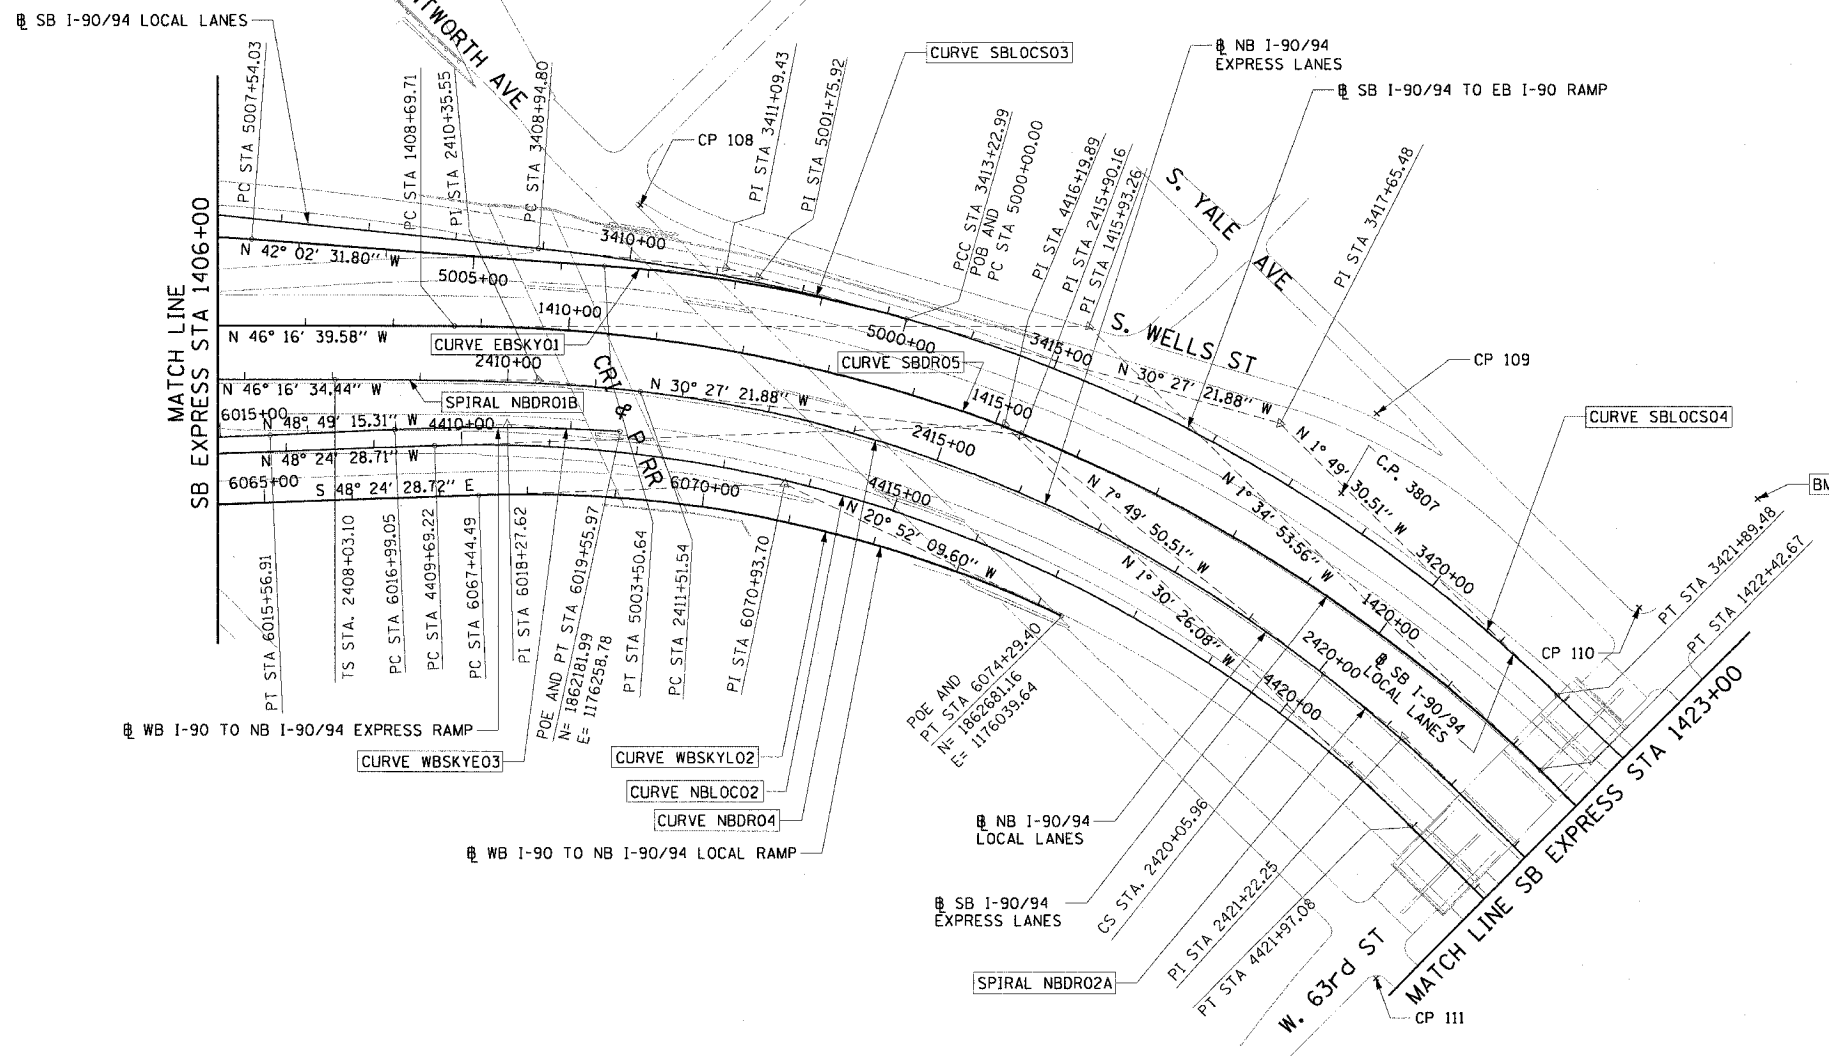 ℄ SB I-90/94 LOCAL LANES
TWORTH AVE
CURVE SBLOCS03
℄ NB I-90/94
EXPRESS LANES
℄ SB I-90/94 TO EB I-90 RAMP
PC STA 5007+54.03
PC STA 1408+69.71
PI STA 2410+35.55
PC STA 3408+94.80
CP 108
PI STA 3411+09.43
PI STA 5001+75.92
PCC STA 3413+22.99
POB AND
PC STA 5000+00.00
PI STA 4416+19.89
PI STA 2415+90.16
PI STA 1415+93.26
S. YALE AVE
PI STA 3417+65.48
MATCH LINE
SB EXPRESS STA 1406+00
N 42° 02' 31.80" W
3410+00
5005+00
1410+00
N 46° 16' 39.58" W
CURVE EBSKY01
2410+00
5000+00
3415+00
S. WELLS ST
CP 109
CURVE SBDR05
N 30° 27' 21.88" W
N 46° 16' 34.44" W
SPIRAL NBDR01B
CRI & P RR
N 30° 27' 21.88" W
1415+00
CURVE SBLOCS04
6015+00
N 48° 49' 15.31" W
4410+00
2415+00
N 1° 49' 30.51" W
C.P. 3807
N 48° 24' 28.71" W
6065+00
S 48° 24' 28.72" E
6070+00
4415+00
N 7° 49' 50.51" W
N 1° 34' 53.56" W
BM
N 20° 52' 09.60" W
3420+00
N 1° 30' 26.08" W
1420+00
PT STA 3421+89.48
PT STA 1422+42.67
PT STA 6015+56.91
TS STA. 2408+03.10
PC STA 6016+99.05
PC STA 4409+69.22
PC STA 6067+44.49
PI STA 6018+27.62
POE AND PT STA 6019+55.97
N= 1862181.99
E= 1176258.78
PT STA 5003+50.64
PC STA 2411+51.54
PI STA 6070+93.70
POE AND
PT STA 6074+29.40
N= 1862681.16
E= 1176039.64
2420+00
℄ SB I-90/94
LOCAL LANES
CP 110
4420+00
℄ WB I-90 TO NB I-90/94 EXPRESS RAMP
CURVE WBSKYE03
CURVE WBSKYL02
CURVE NBLOC02
CURVE NBDR04
℄ WB I-90 TO NB I-90/94 LOCAL RAMP
℄ NB I-90/94
LOCAL LANES
℄ SB I-90/94
EXPRESS LANES
CS STA. 2420+05.96
PI STA 2421+22.25
PT STA 4421+97.08
SPIRAL NBDR02A
W. 63rd ST
MATCH LINE SB EXPRESS STA 1423+00
CP 111